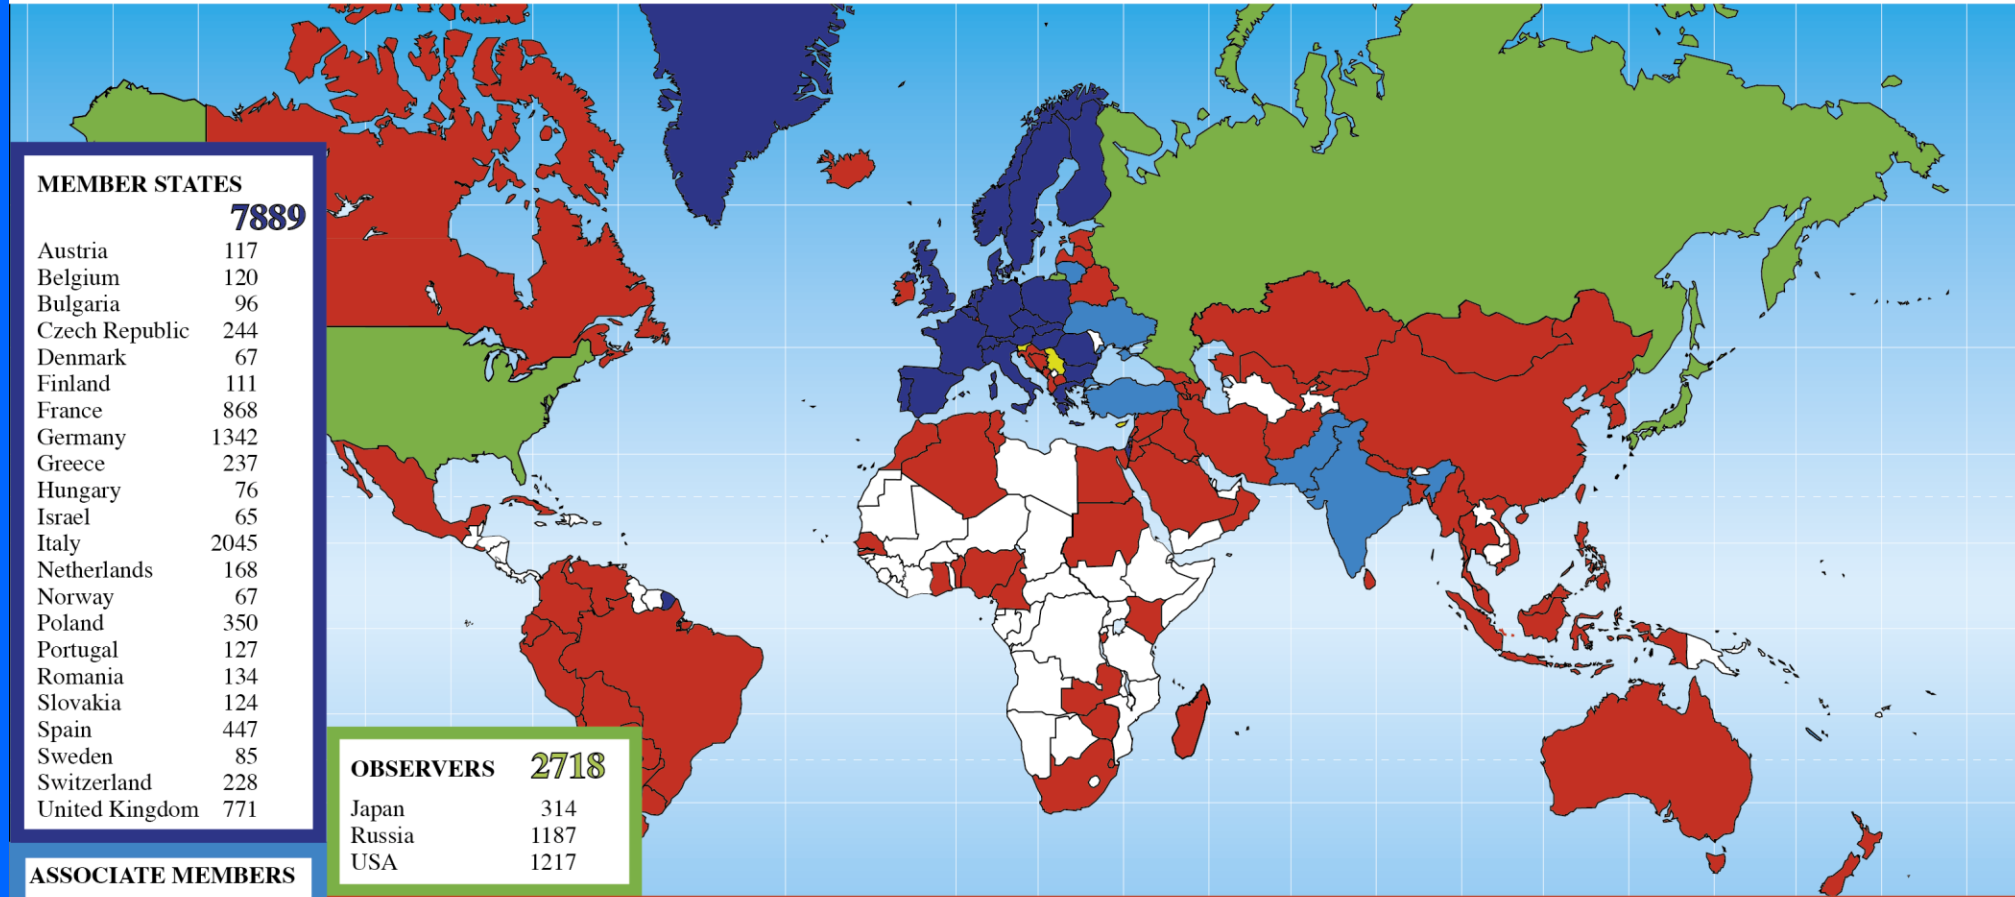 MEMBER STATES
7889
Austria 117
Belgium 120
Bulgaria 96
Czech Republic 244
Denmark 67
Finland 111
France 868
Germany 1342
Greece 237
Hungary 76
Israel 65
Italy 2045
Netherlands 168
Norway 67
Poland 350
Portugal 127
Romania 134
Slovakia 124
Spain 447
Sweden 85
Switzerland 228
United Kingdom 771
ASSOCIATE MEMBERS
OBSERVERS 2718
Japan 314
Russia 1187
USA 1217